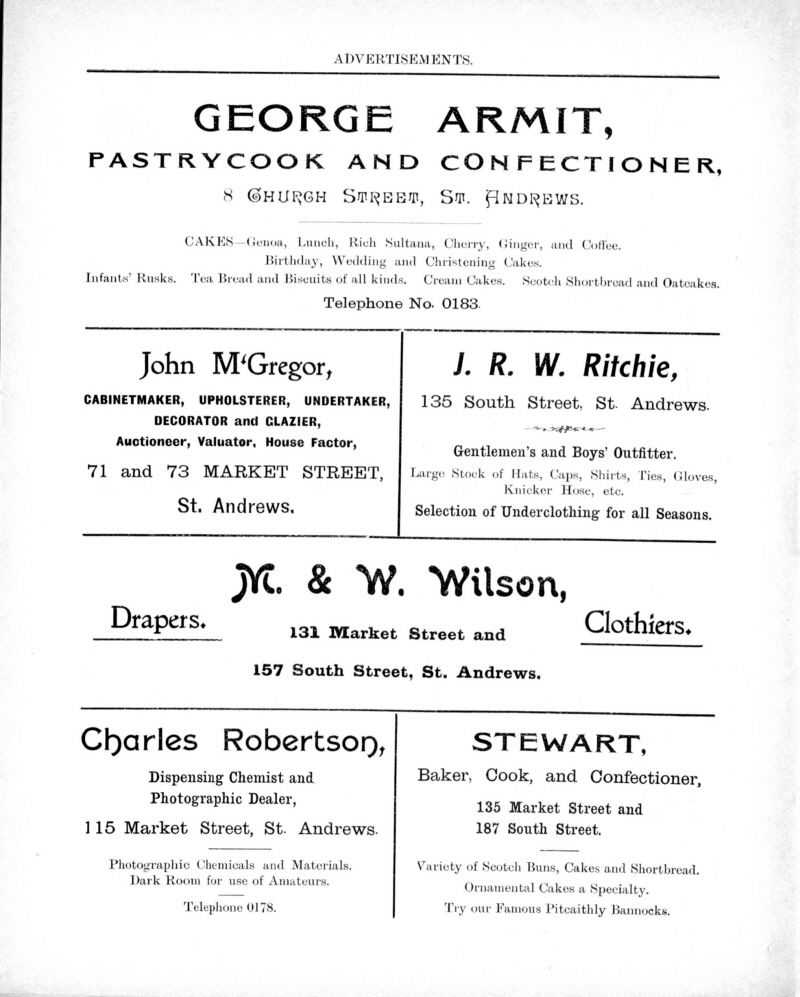 ADVERTISEMENTS.
GEORGE ARMIT,
PASTRYCOOK AND CONFECTIONER,
8 CHURCH STREET, ST. ANDREWS.
CAKES—Genoa, Lunch, Rich Sultana, Cherry, Ginger, and Coffee.
Birthday, Wedding and Christening Cakes.
Infants' Rusks. Tea Bread and Biscuits of all kinds. Cream Cakes. Scotch Shortbread and Oatcakes.
Telephone No. 0183.
John M‘Gregor,
CABINETMAKER, UPHOLSTERER, UNDERTAKER,
DECORATOR and GLAZIER,
Auctioneer, Valuator, House Factor,
71 and 73 MARKET STREET,
St. Andrews.
J. R. W. Ritchie,
135 South Street, St. Andrews.
Gentlemen's and Boys' Outfitter.
Large Stock of Hats, Caps, Shirts, Ties, Gloves,
Knicker Hose, etc.
Selection of Underclothing for all Seasons.
M. & W. Wilson,
Drapers.
Clothiers.
131 Market Street and
157 South Street, St. Andrews.
Charles Robertson,
Dispensing Chemist and
Photographic Dealer,
115 Market Street, St. Andrews.
Photographic Chemicals and Materials.
Dark Room for use of Amateurs.
Telephone 0178.
STEWART,
Baker, Cook, and Confectioner,
135 Market Street and
187 South Street.
Variety of Scotch Buns, Cakes and Shortbread.
Ornamental Cakes a Specialty.
Try our Famous Pitcaithly Bannocks.